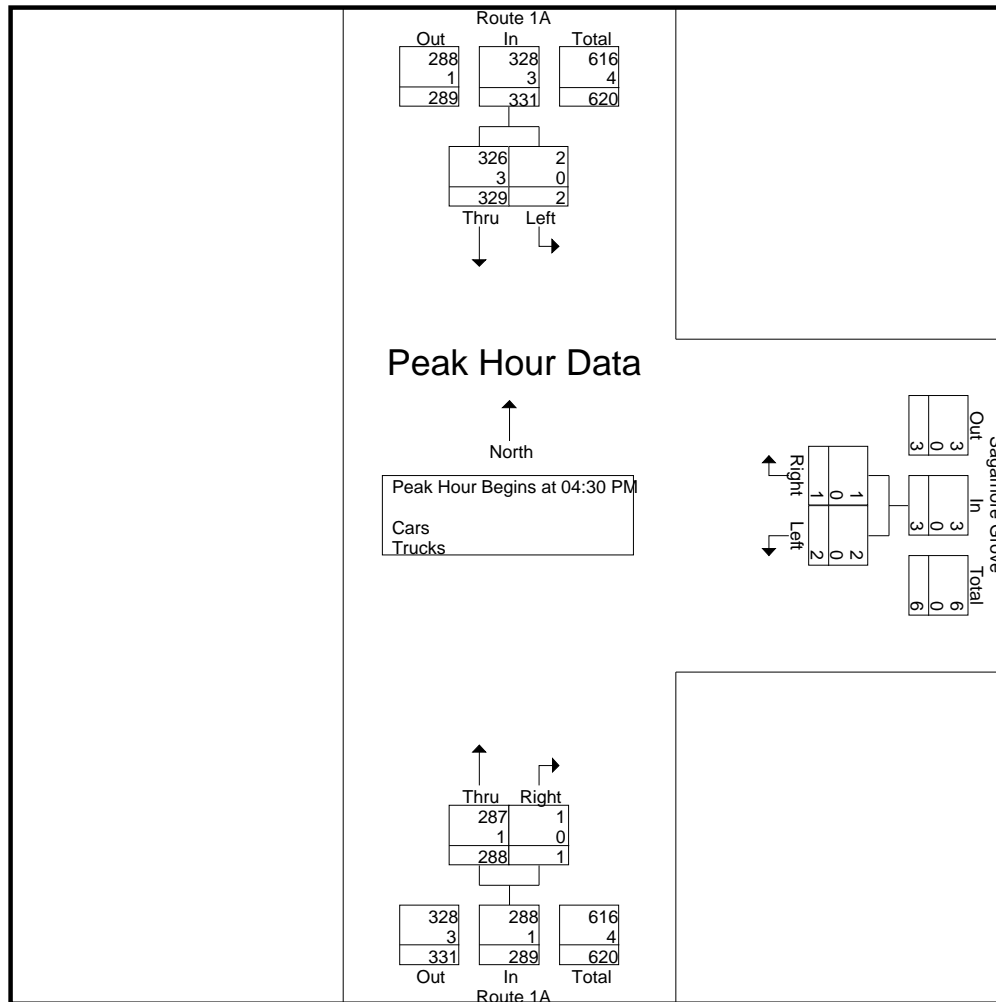 Route 1A
Out In Total
288 328 616
1 3 4
289 331 620
326 2
3 0
329 2
Thru Left
Peak Hour Data
North
Peak Hour Begins at 04:30 PM
Cars
Trucks
Sagamore Grove
Out In Total
3 3 6
0 0 0
3 3 6
1 2
0 0
1 2
Right Left
Thru Right
287 1
1 0
288 1
328 288 616
3 1 4
331 289 620
Out In Total
Route 1A